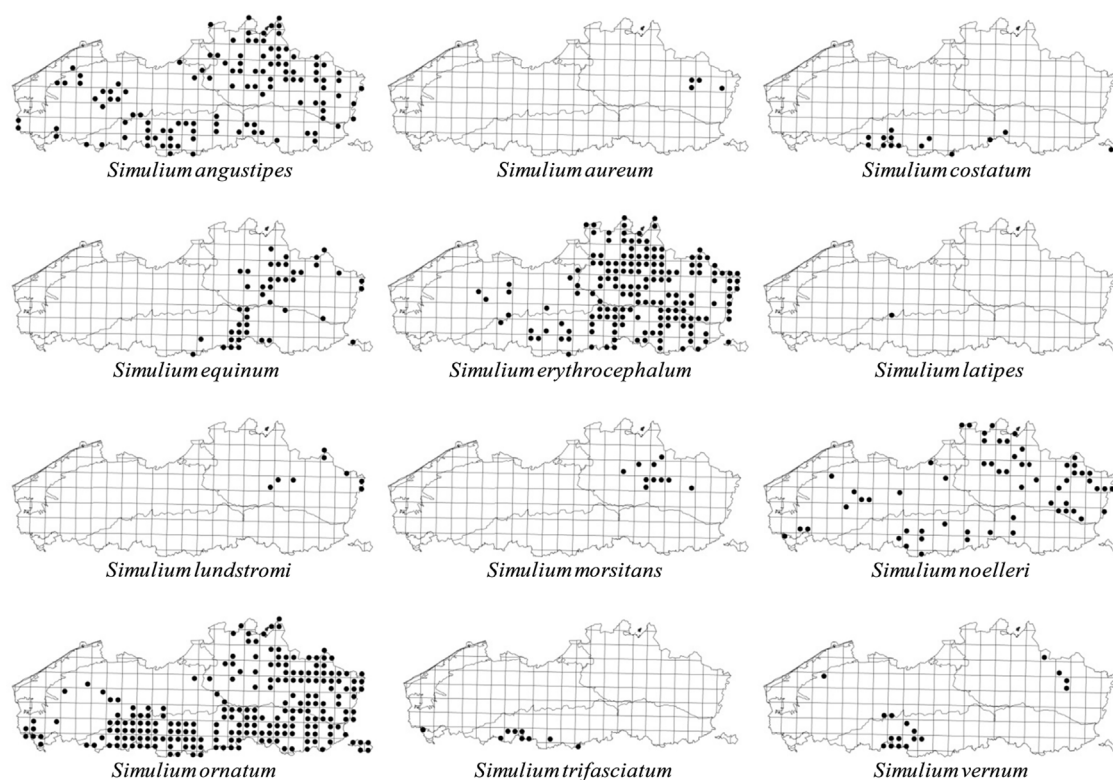 Simulium angustipes
Simulium aureum
Simulium costatum
Simulium equinum
Simulium erythrocephalum
Simulium latipes
Simulium lundstromi
Simulium morsitans
Simulium noelleri
Simulium ornatum
Simulium trifasciatum
Simulium vernum